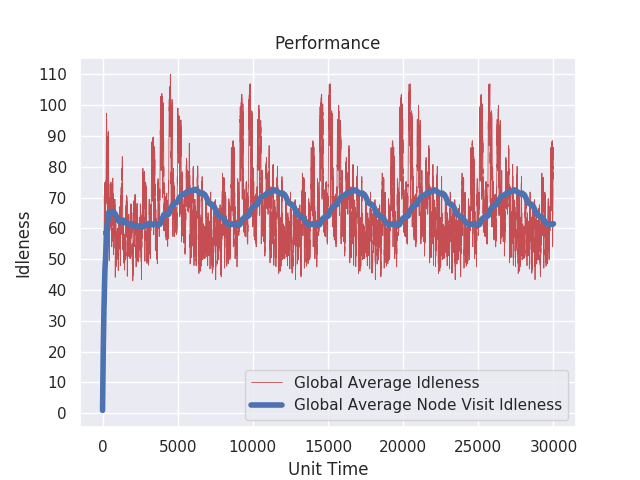 Performance
110
100
90
80
70
60
50
40
30
20
10
0
Idleness
Global Average Idleness
Global Average Node Visit Idleness
0 5000 10000 15000 20000 25000 30000
Unit Time